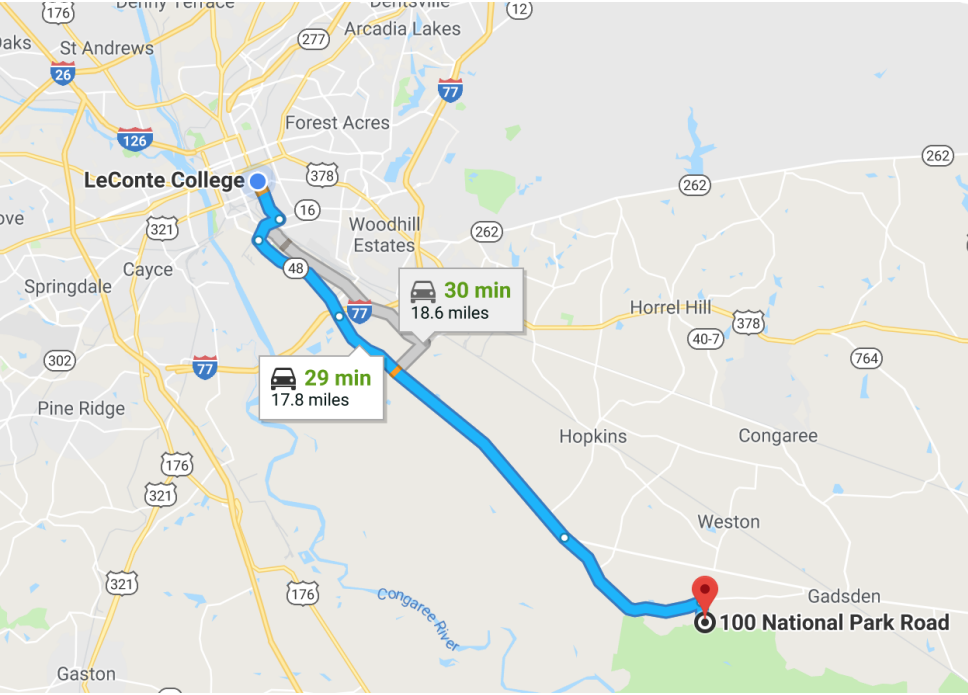 Denny Terrace
Dentsville
12
176
Arcadia Lakes
277
St Andrews
26
77
Forest Acres
126
262
378
LeConte College
262
16
Woodhill
Estates
321
262
Cayce
48
Springdale
30 min
18.6 miles
77
Horrel Hill
378
40-7
764
302
77
29 min
17.8 miles
Pine Ridge
Hopkins
Congaree
176
321
Weston
321
176
Congaree River
Gadsden
100 National Park Road
Gaston